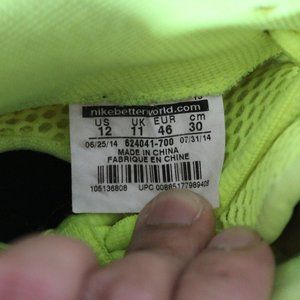 nikebetterworld.com
US UK EUR cm
12 11 46 30
06/25/14 624041-700 07/31/14
MADE IN CHINA
FABRIQUE EN CHINE
105136808 UPC